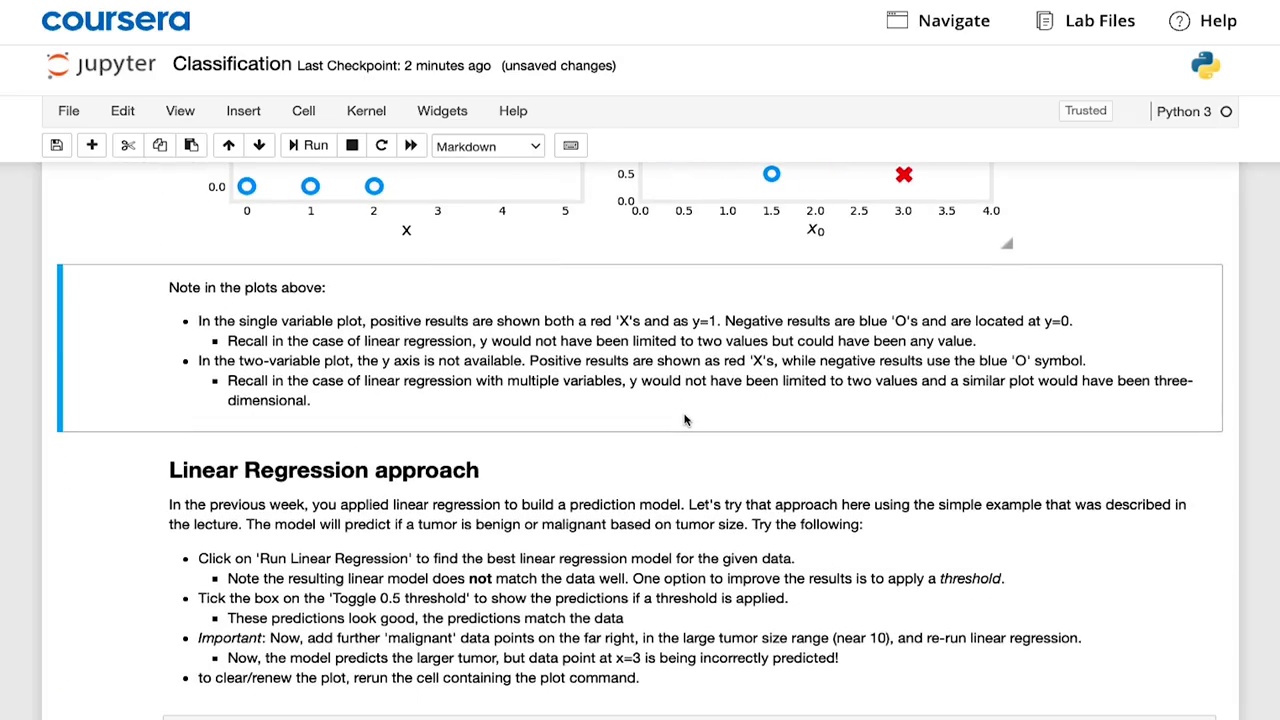 coursera Navigate Lab Files Help
jupyter Classification Last Checkpoint: 2 minutes ago (unsaved changes)
File Edit View Insert Cell Kernel Widgets Help Trusted Python 3
Run Markdown
0.0
0 1 2 3 4 5
x
0.5
0.0
0.0 0.5 1.0 1.5 2.0 2.5 3.0 3.5 4.0
x₀
Note in the plots above:
• In the single variable plot, positive results are shown both a red 'X's and as y=1. Negative results are blue 'O's and are located at y=0.
▪ Recall in the case of linear regression, y would not have been limited to two values but could have been any value.
• In the two-variable plot, the y axis is not available. Positive results are shown as red 'X's, while negative results use the blue 'O' symbol.
▪ Recall in the case of linear regression with multiple variables, y would not have been limited to two values and a similar plot would have been three-
dimensional.
Linear Regression approach
In the previous week, you applied linear regression to build a prediction model. Let's try that approach here using the simple example that was described in
the lecture. The model will predict if a tumor is benign or malignant based on tumor size. Try the following:
• Click on 'Run Linear Regression' to find the best linear regression model for the given data.
▪ Note the resulting linear model does not match the data well. One option to improve the results is to apply a threshold.
• Tick the box on the 'Toggle 0.5 threshold' to show the predictions if a threshold is applied.
▪ These predictions look good, the predictions match the data
• Important: Now, add further 'malignant' data points on the far right, in the large tumor size range (near 10), and re-run linear regression.
▪ Now, the model predicts the larger tumor, but data point at x=3 is being incorrectly predicted!
• to clear/renew the plot, rerun the cell containing the plot command.